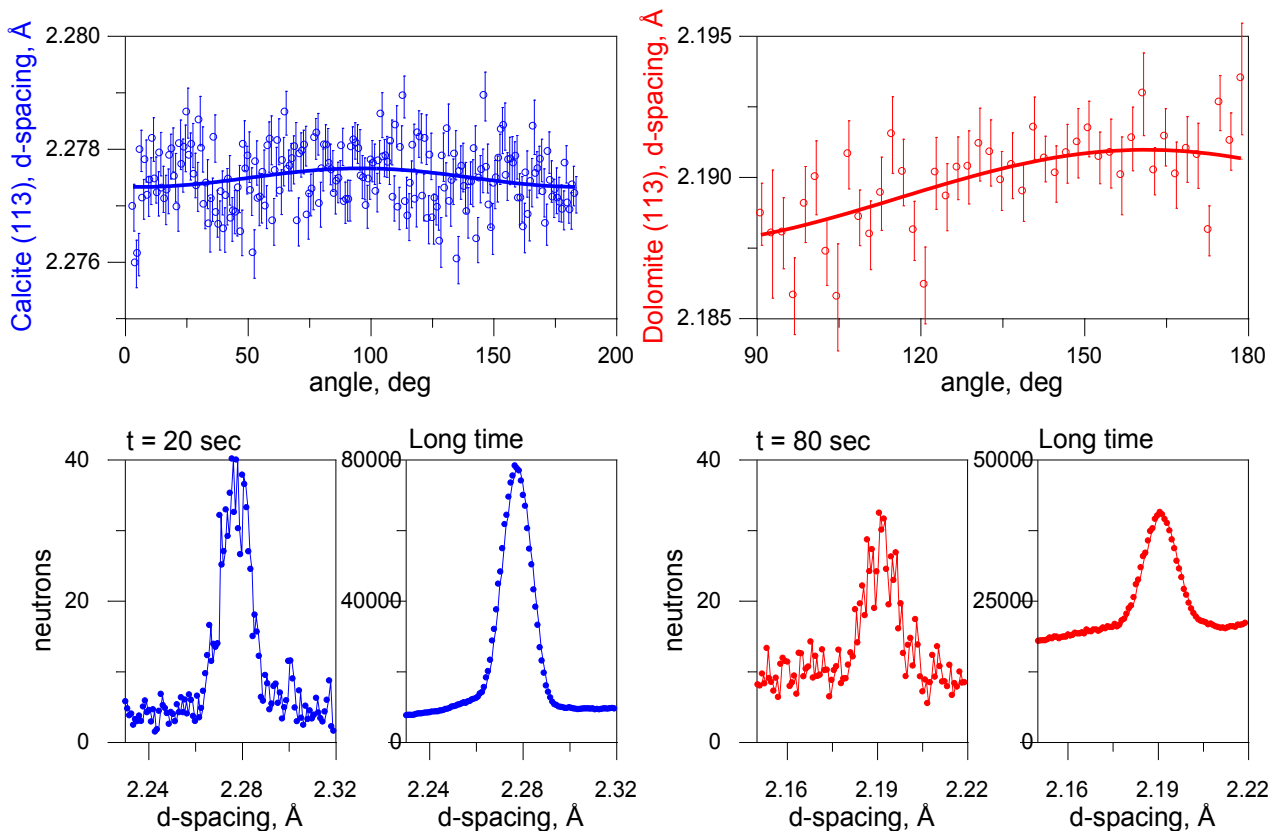 Calcite (113), d-spacing, Å
2.280
2.278
2.276
0
50
100
150
200
angle, deg
Dolomite (113), d-spacing, Å
2.195
2.190
2.185
90
120
150
180
angle, deg
t = 20 sec
neutrons
40
20
0
2.24
2.28
2.32
d-spacing, Å
Long time
80000
40000
0
2.24
2.28
2.32
d-spacing, Å
t = 80 sec
neutrons
40
20
0
2.16
2.19
2.22
d-spacing, Å
Long time
50000
25000
0
2.16
2.19
2.22
d-spacing, Å